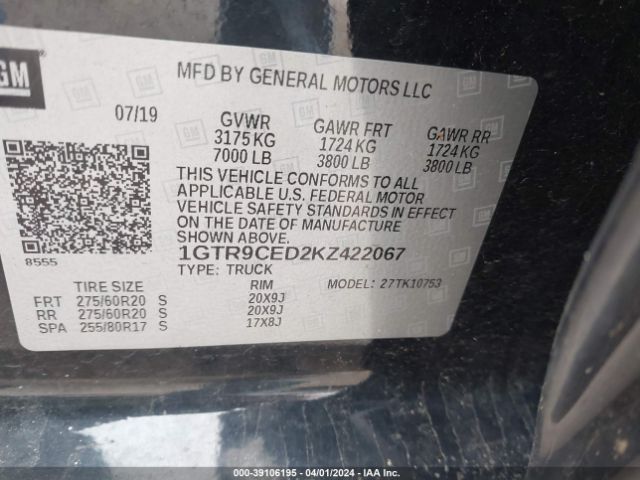 GM
MFD BY GENERAL MOTORS LLC
07/19
GVWR GAWR FRT GAWR RR
3175 KG 1724 KG 1724 KG
7000 LB 3800 LB 3800 LB
THIS VEHICLE CONFORMS TO ALL
APPLICABLE U.S. FEDERAL MOTOR
VEHICLE SAFETY STANDARDS IN EFFECT
ON THE DATE OF MANUFACTURE
SHOWN ABOVE.
8555
1GTR9CED2KZ422067
TYPE: TRUCK
MODEL: 27TK10753
TIRE SIZE RIM
FRT 275/60R20 S 20X9J
RR 275/60R20 S 20X9J
SPA 255/80R17 S 17X8J
000-39106195 - 04/01/2024 - IAA Inc.